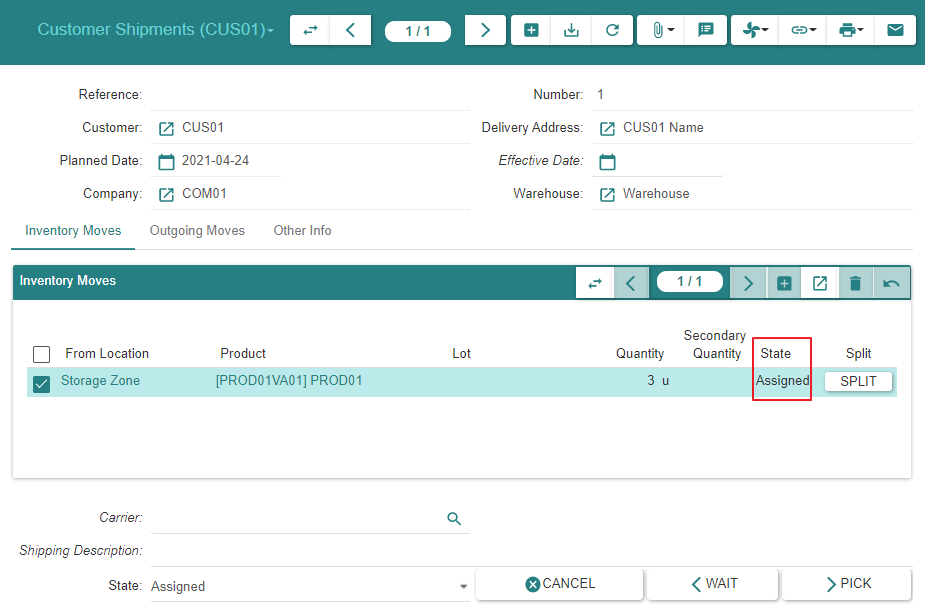 Customer Shipments (CUS01)
1 / 1
Reference:
Number: 1
Customer: CUS01
Delivery Address: CUS01 Name
Planned Date: 2021-04-24
Effective Date:
Company: COM01
Warehouse: Warehouse
Inventory Moves Outgoing Moves Other Info
Inventory Moves 1 / 1
From Location Product Lot Quantity Secondary Quantity State Split
Storage Zone [PROD01VA01] PROD01 3 u Assigned SPLIT
Carrier:
Shipping Description:
State: Assigned CANCEL WAIT PICK